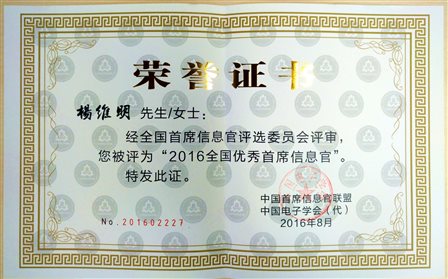 荣誉证书
楊维明 先生/女士:
经全国首席信息官评选委员会评审,
您被评为“2016全国优秀首席信息官”。
特发此证。
中国首席信息官联盟
中国电子学会(代)
2016年8月
No.201602227